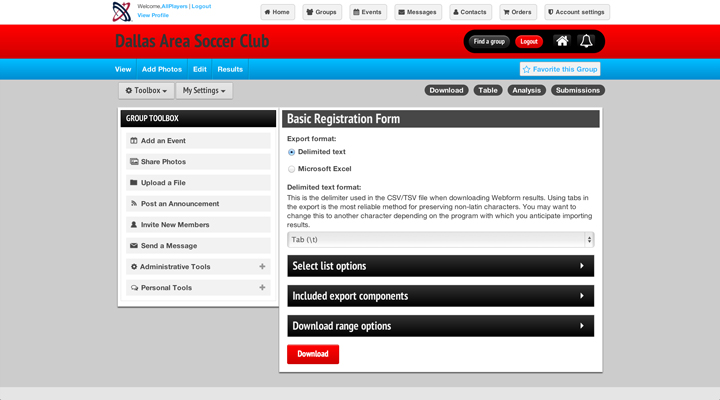 Welcome,AllPlayers | Logout
View Profile
Home
Groups
Events
Messages
Contacts
Orders
Account settings
Dallas Area Soccer Club
Find a group
Logout
View
Add Photos
Edit
Results
Favorite this Group
Toolbox
My Settings
Download
Table
Analysis
Submissions
GROUP TOOLBOX
Add an Event
Share Photos
Upload a File
Post an Announcement
Invite New Members
Send a Message
Administrative Tools
Personal Tools
Basic Registration Form
Export format:
Delimited text
Microsoft Excel
Delimited text format:
This is the delimiter used in the CSV/TSV file when downloading Webform results. Using tabs in
the export is the most reliable method for preserving non-latin characters. You may want to
change this to another character depending on the program with which you anticipate importing
results.
Tab (\t)
Select list options
Included export components
Download range options
Download